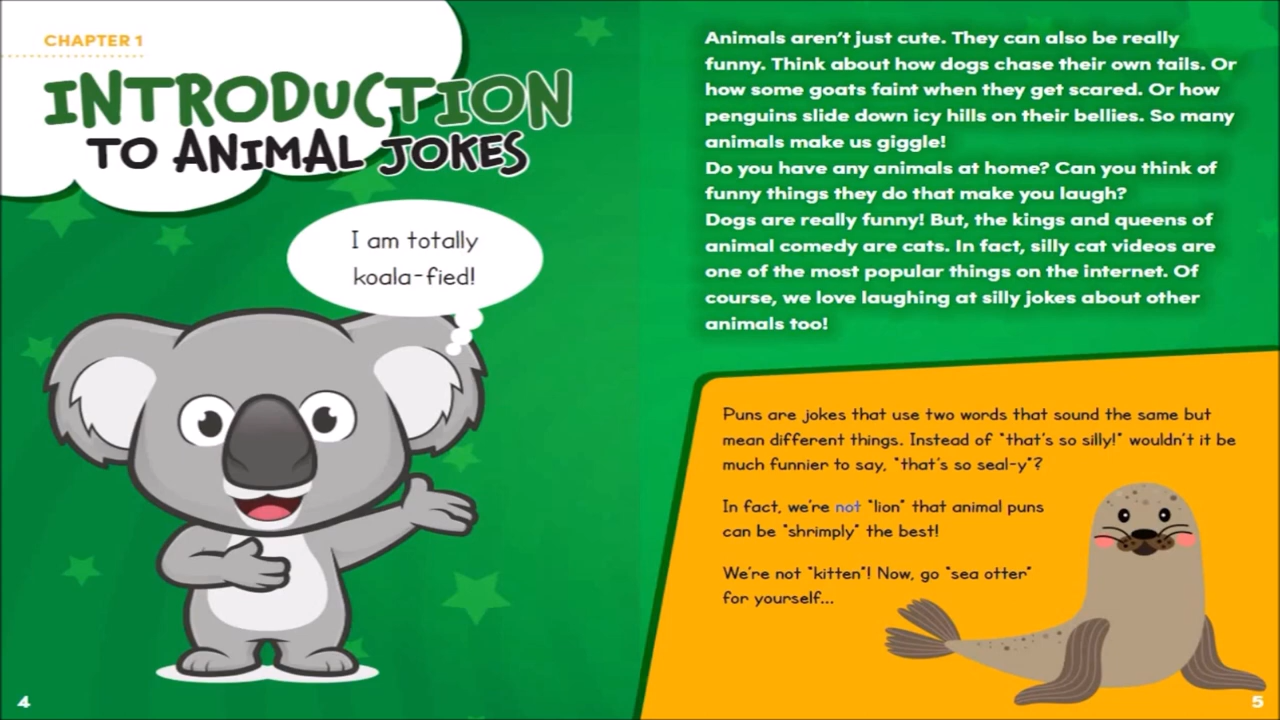 CHAPTER 1
INTRODUCTION
TO ANIMAL JOKES
I am totally
koala-fied!
4
Animals aren't just cute. They can also be really
funny. Think about how dogs chase their own tails. Or
how some goats faint when they get scared. Or how
penguins slide down icy hills on their bellies. So many
animals make us giggle!
Do you have any animals at home? Can you think of
funny things they do that make you laugh?
Dogs are really funny! But, the kings and queens of
animal comedy are cats. In fact, silly cat videos are
one of the most popular things on the internet. Of
course, we love laughing at silly jokes about other
animals too!
Puns are jokes that use two words that sound the same but
mean different things. Instead of "that's so silly!" wouldn't it be
much funnier to say, "that's so seal-y"?
In fact, we're not "lion" that animal puns
can be "shrimply" the best!
We're not "kitten"! Now, go "sea otter"
for yourself...
5